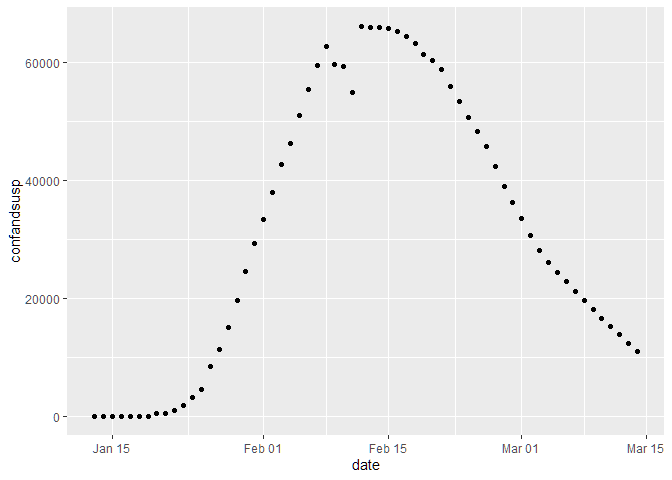 60000
40000
20000
0
confandsusp
Jan 15
Feb 01
Feb 15
Mar 01
Mar 15
date